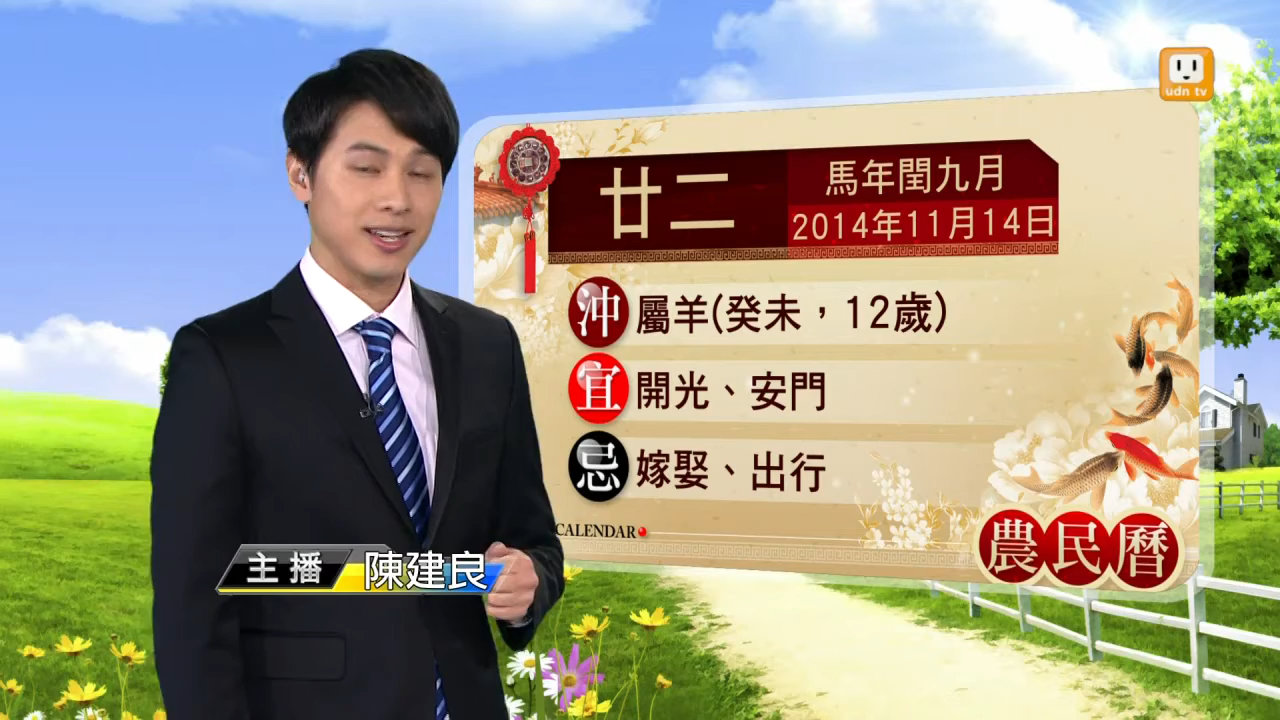 udn tv
廿二
馬年閏九月
2014年11月14日
沖 屬羊(癸未，12歲)
宜 開光、安門
忌 嫁娶、出行
CALENDAR
農民曆
主播 陳建良